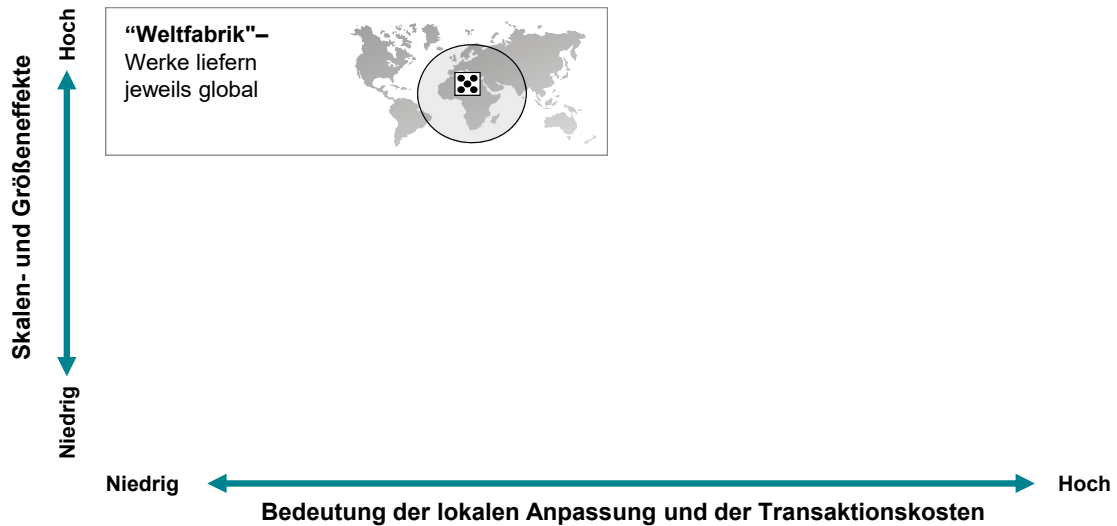 Hoch
“Weltfabrik"–
Werke liefern
jeweils global
Skalen- und Größeneffekte
Niedrig
Niedrig
Hoch
Bedeutung der lokalen Anpassung und der Transaktionskosten